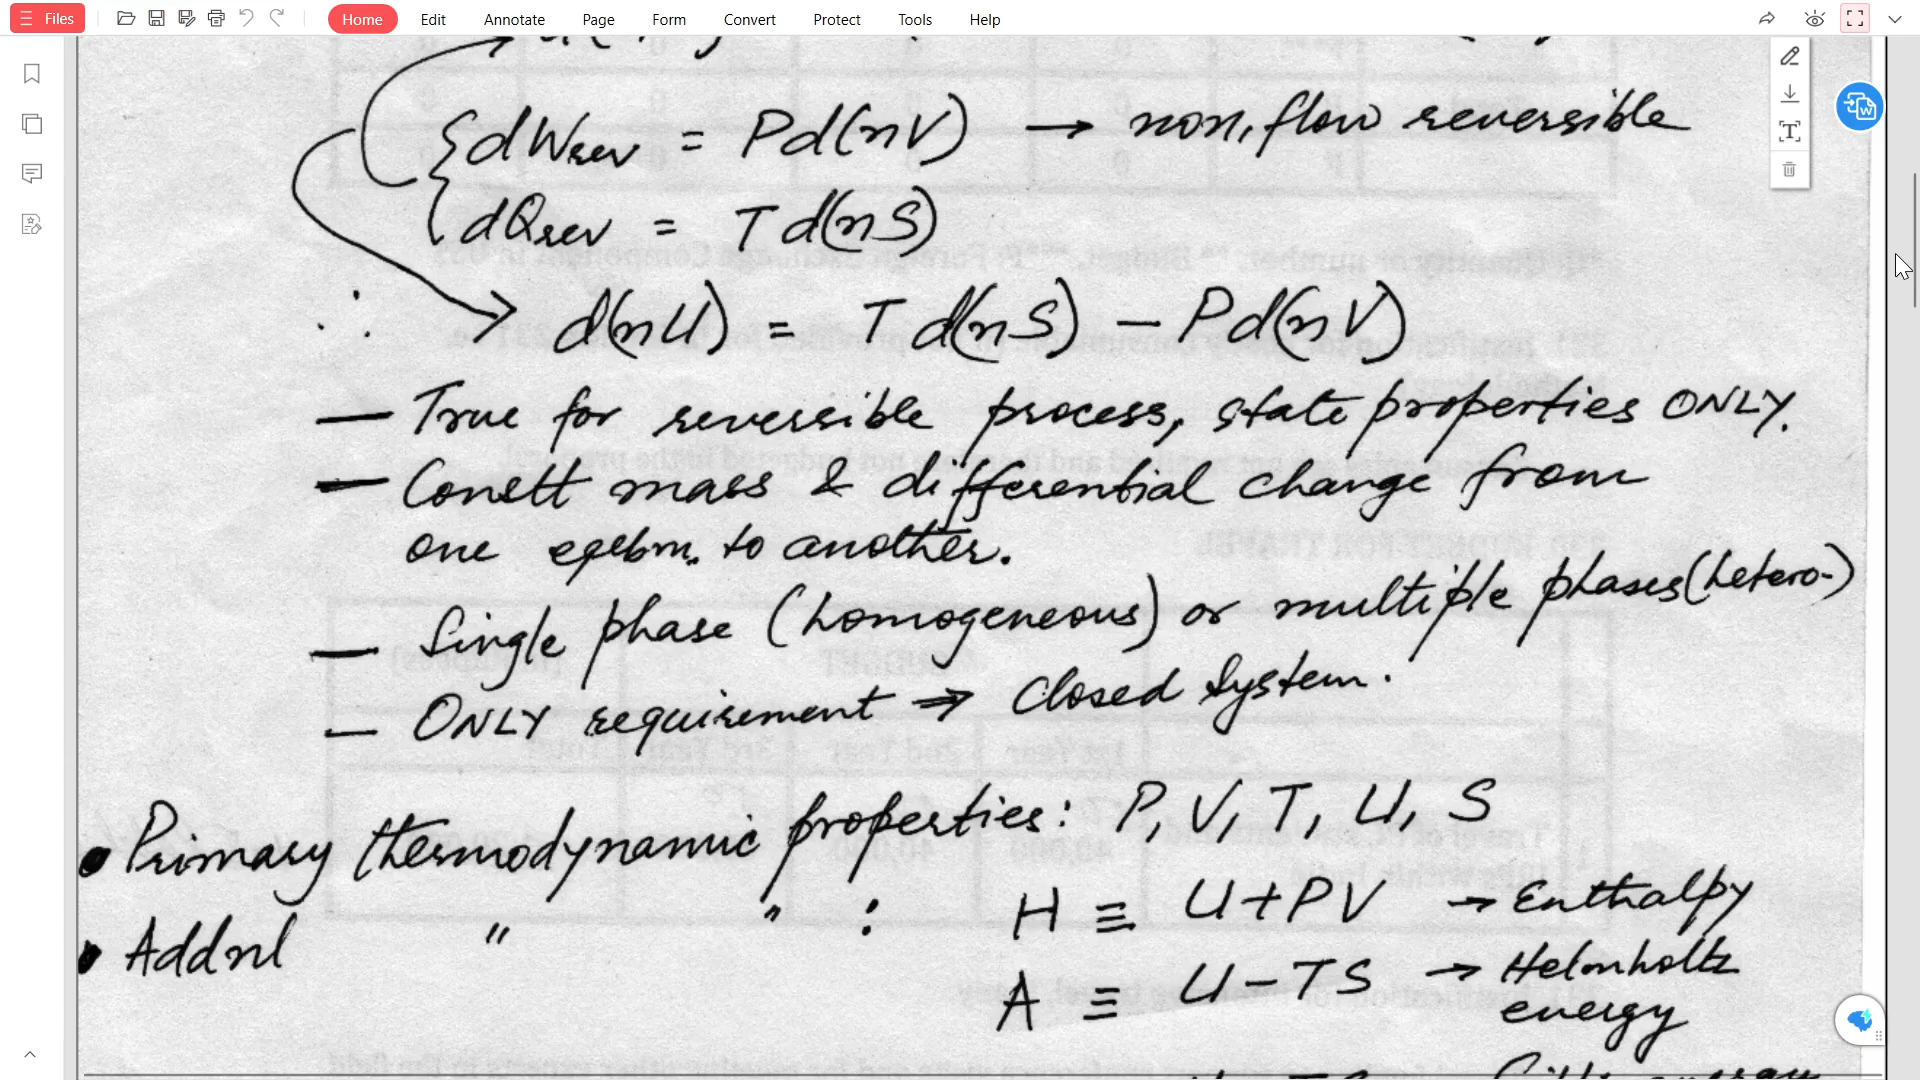 Files Home Edit Annotate Page Form Convert Protect Tools Help
{dWrev = Pd(nV) → non-flow reversible
{dQrev = Td(nS)
∴ → d(nU) = Td(nS) - Pd(nV)
— True for reversible process, state properties ONLY.
— Constt mass & differential change from
one eqbm. to another.
— Single phase (homogeneous) or multiple phases (hetero-)
— ONLY requirement ⇒ closed system.
• Primary thermodynamic properties: P, V, T, U, S
• Addnl " " : H ≡ U+PV → Enthalpy
A ≡ U-TS → Helmholtz
energy